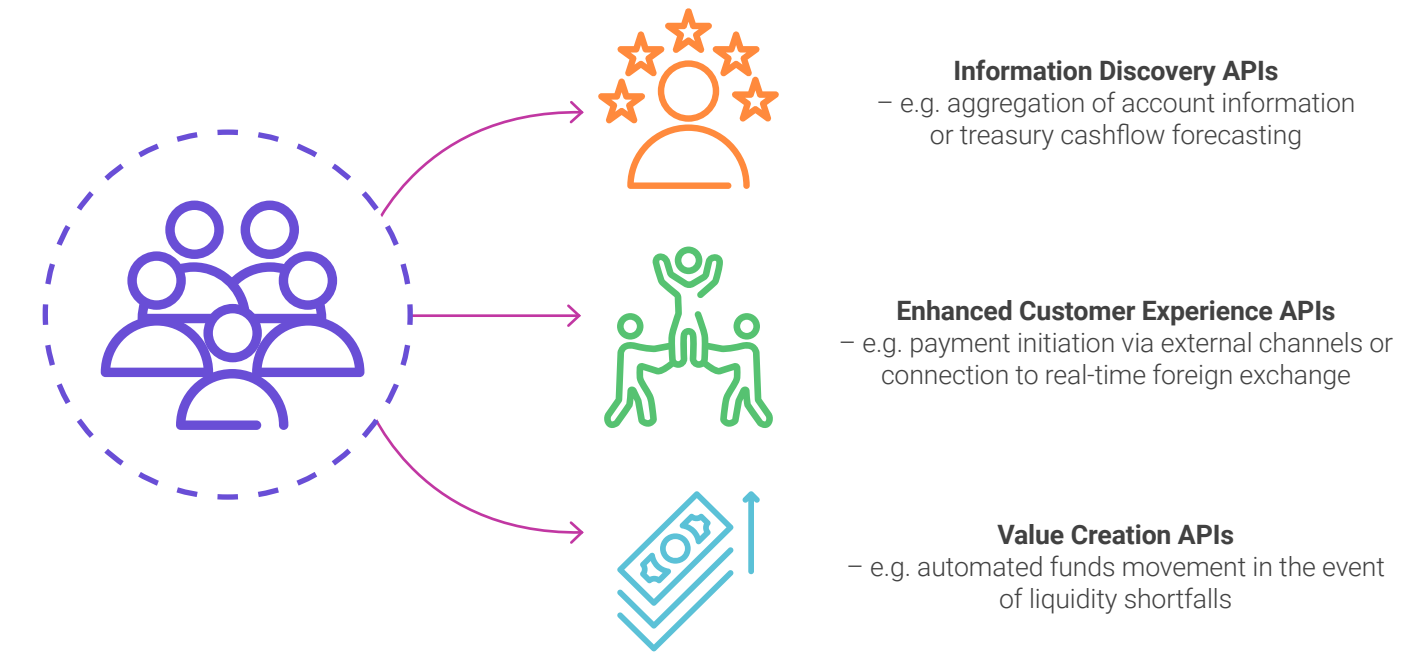 Information Discovery APIs
– e.g. aggregation of account information
or treasury cashflow forecasting
Enhanced Customer Experience APIs
– e.g. payment initiation via external channels or
connection to real-time foreign exchange
Value Creation APIs
– e.g. automated funds movement in the event
of liquidity shortfalls